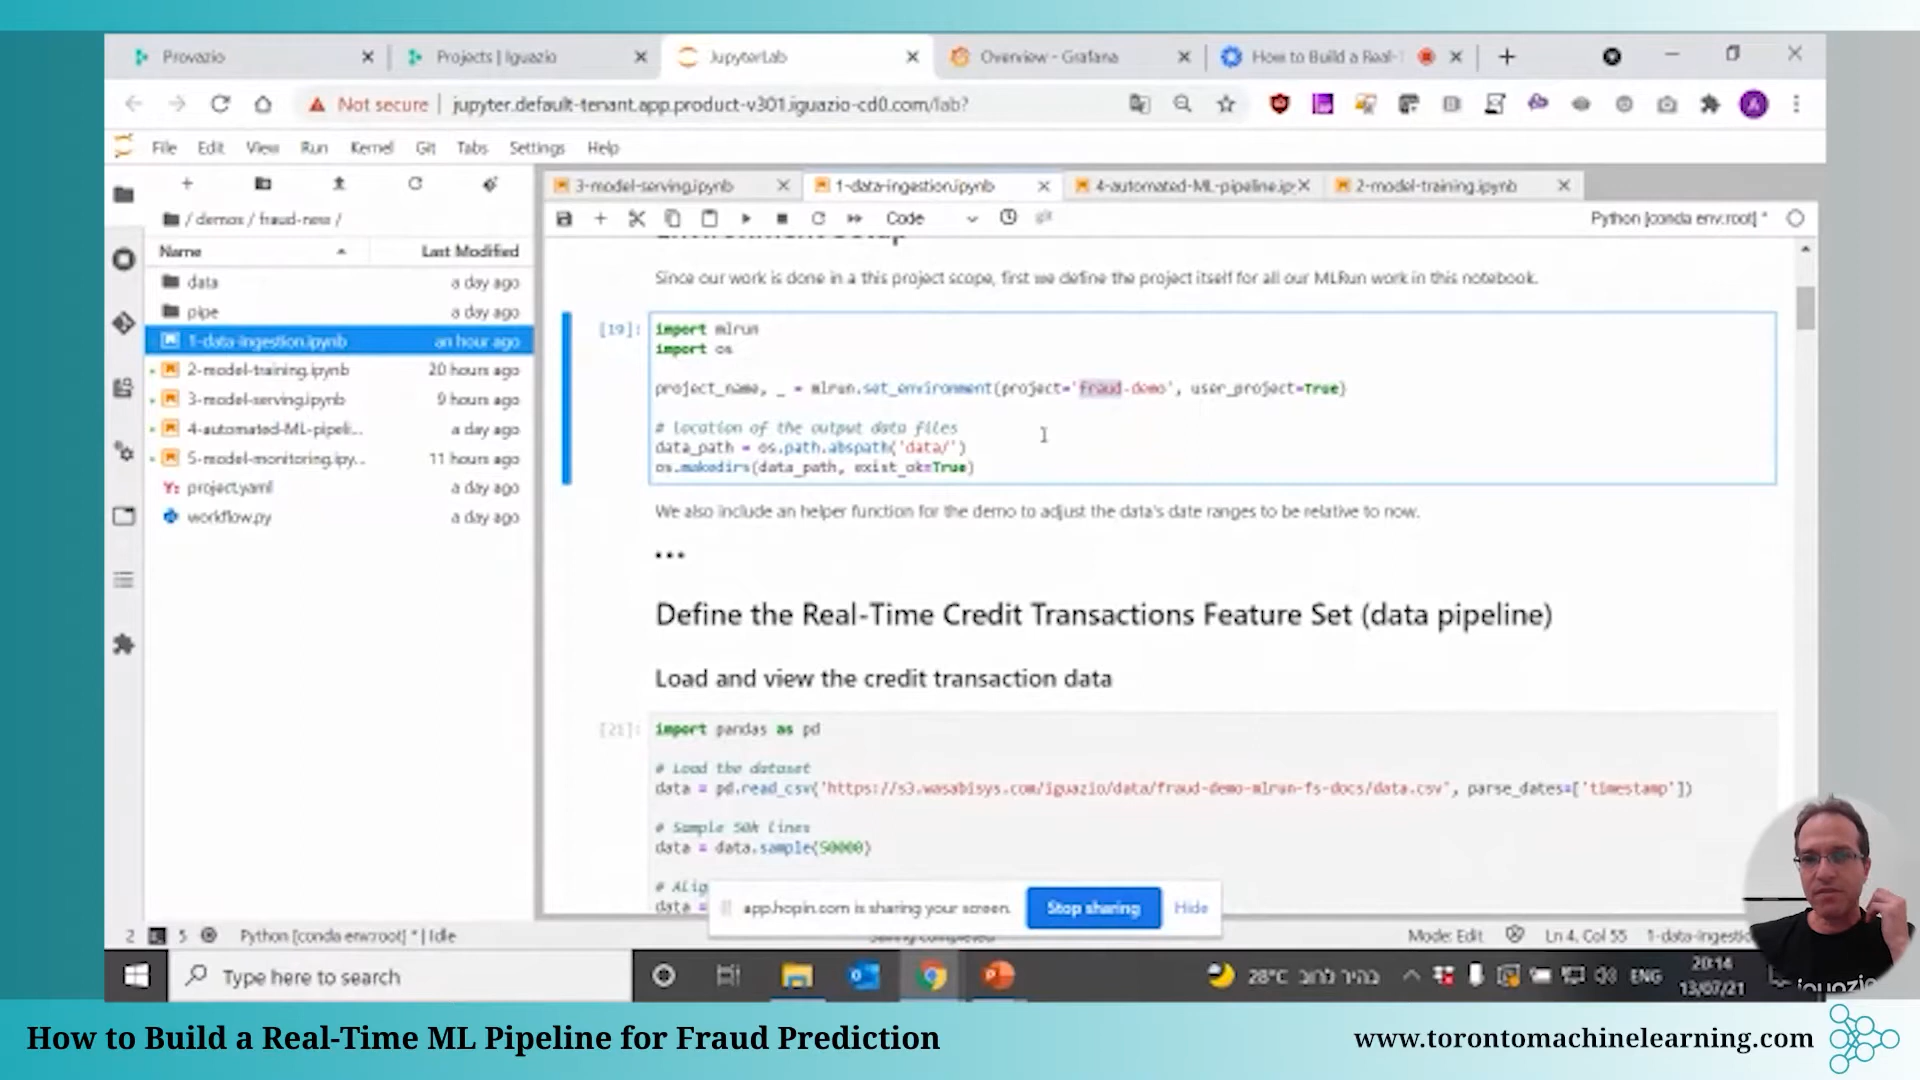 Provazio
Projects | Iguazio
JupyterLab
Overview - Grafana
How to Build a Real-T
Not secure | jupyter.default-tenant.app.product-v301.iguazio-cd0.com/lab?
A
File Edit View Run Kernel Git Tabs Settings Help
3-model-serving.ipynb
1-data-ingestion.ipynb
4-automated-ML-pipeline.ip
2-model-training.ipynb
/ demos / fraud-new /
Code
Python [conda env:root] *
Name Last Modified
data a day ago
pipe a day ago
1-data-ingestion.ipynb an hour ago
2-model-training.ipynb 20 hours ago
3-model-serving.ipynb 9 hours ago
4-automated-ML-pipeli... a day ago
5-model-monitoring.ipy... 11 hours ago
project.yaml a day ago
workflow.py a day ago
Environment Setup
Since our work is done in a this project scope, first we define the project itself for all our MLRun work in this notebook.
[19]:
import mlrun
import os
project_name, _ = mlrun.set_environment(project='fraud-demo', user_project=True)
# location of the output data files
data_path = os.path.abspath('data/')
os.makedirs(data_path, exist_ok=True)
We also include an helper function for the demo to adjust the data's date ranges to be relative to now.
•••
Define the Real-Time Credit Transactions Feature Set (data pipeline)
Load and view the credit transaction data
[21]:
import pandas as pd
# Load the dataset
data = pd.read_csv('https://s3.wasabisys.com/iguazio/data/fraud-demo-mlrun-fs-docs/data.csv', parse_dates=['timestamp'])
# Sample 50k lines
data = data.sample(50000)
# Alig
data =
app.hopin.com is sharing your screen.
Stop sharing
Hide
2 5 Python [conda env:root] * | Idle
Saving completed
Mode: Edit Ln 4, Col 55 1-data-ingestio
Type here to search
28°C בהיר לרוב
ENG
20:14
13/07/21
iguazio
How to Build a Real-Time ML Pipeline for Fraud Prediction
www.torontomachinelearning.com